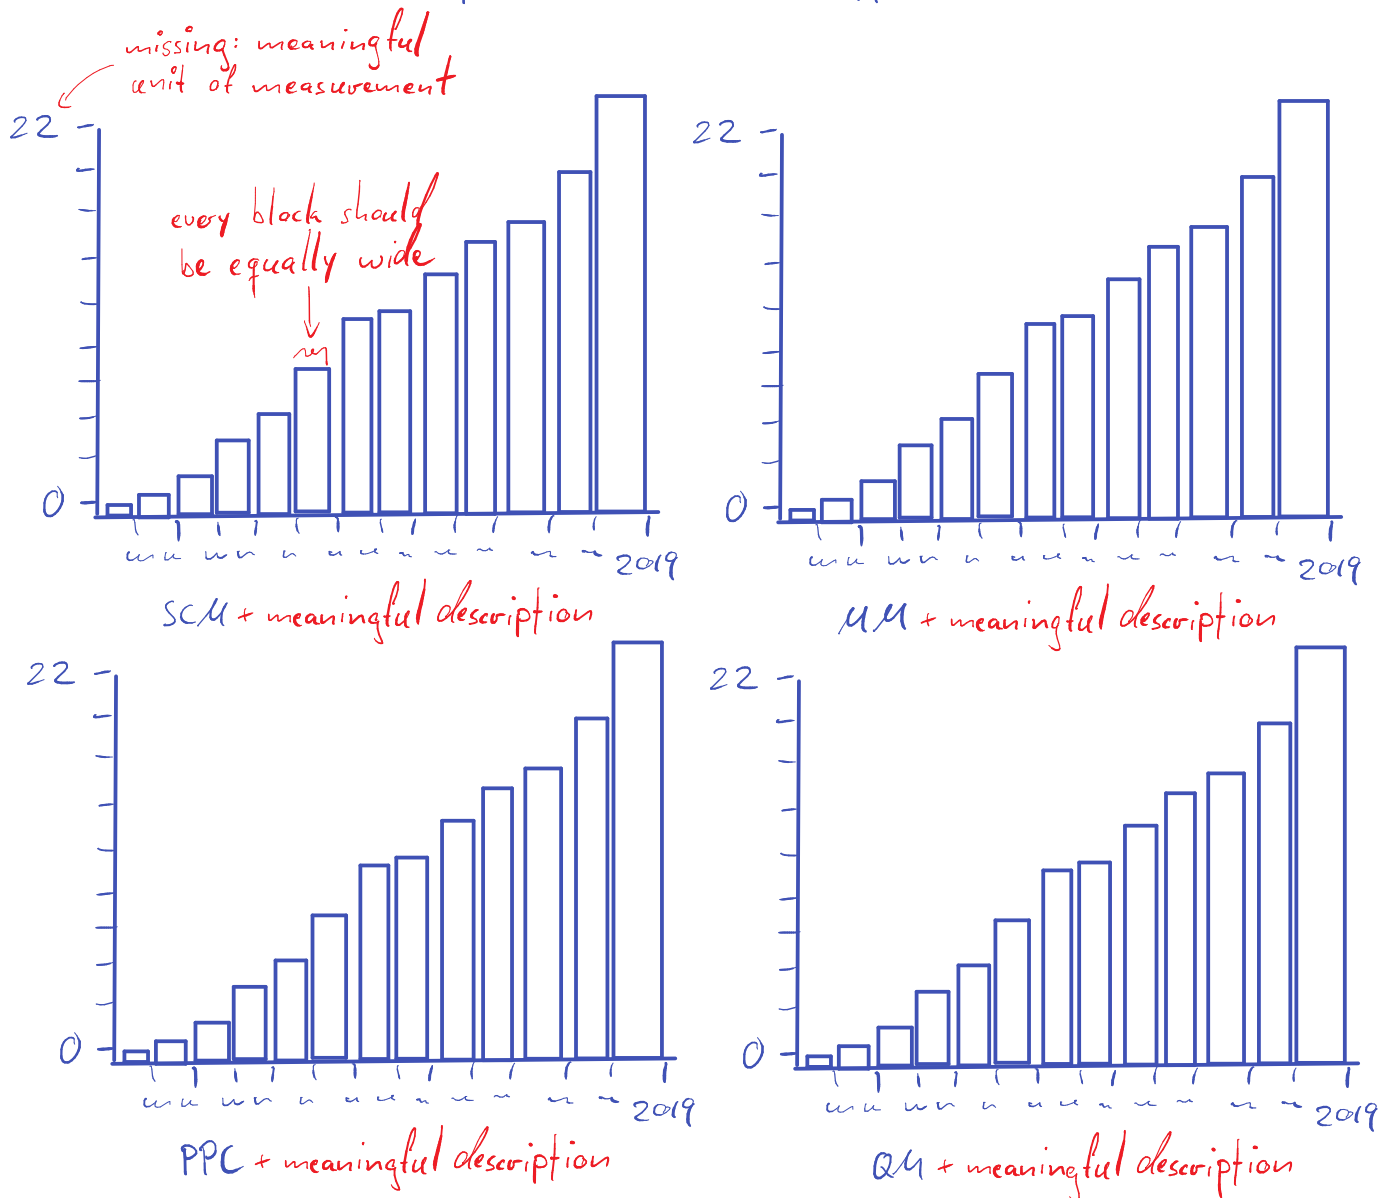 missing: meaningful
unit of measurement
22
22
every block should
be equally wide
0
0
2019
2019
SCM + meaningful description
MM + meaningful description
22
22
0
0
2019
2019
PPC + meaningful description
QM + meaningful description